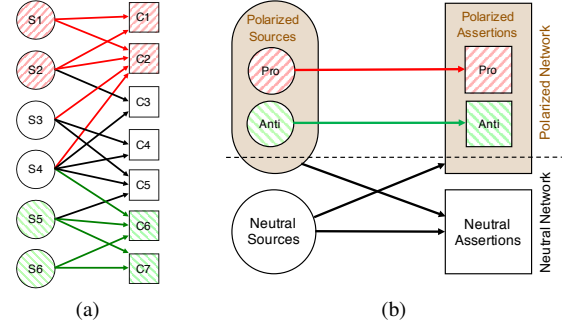 S1
S2
S3
S4
S5
S6
C1
C2
C3
C4
C5
C6
C7
(a)
Polarized
Sources
Pro
Anti
Neutral
Sources
Polarized
Assertions
Pro
Anti
Neutral
Assertions
Polarized Network
Neutral Network
(b)